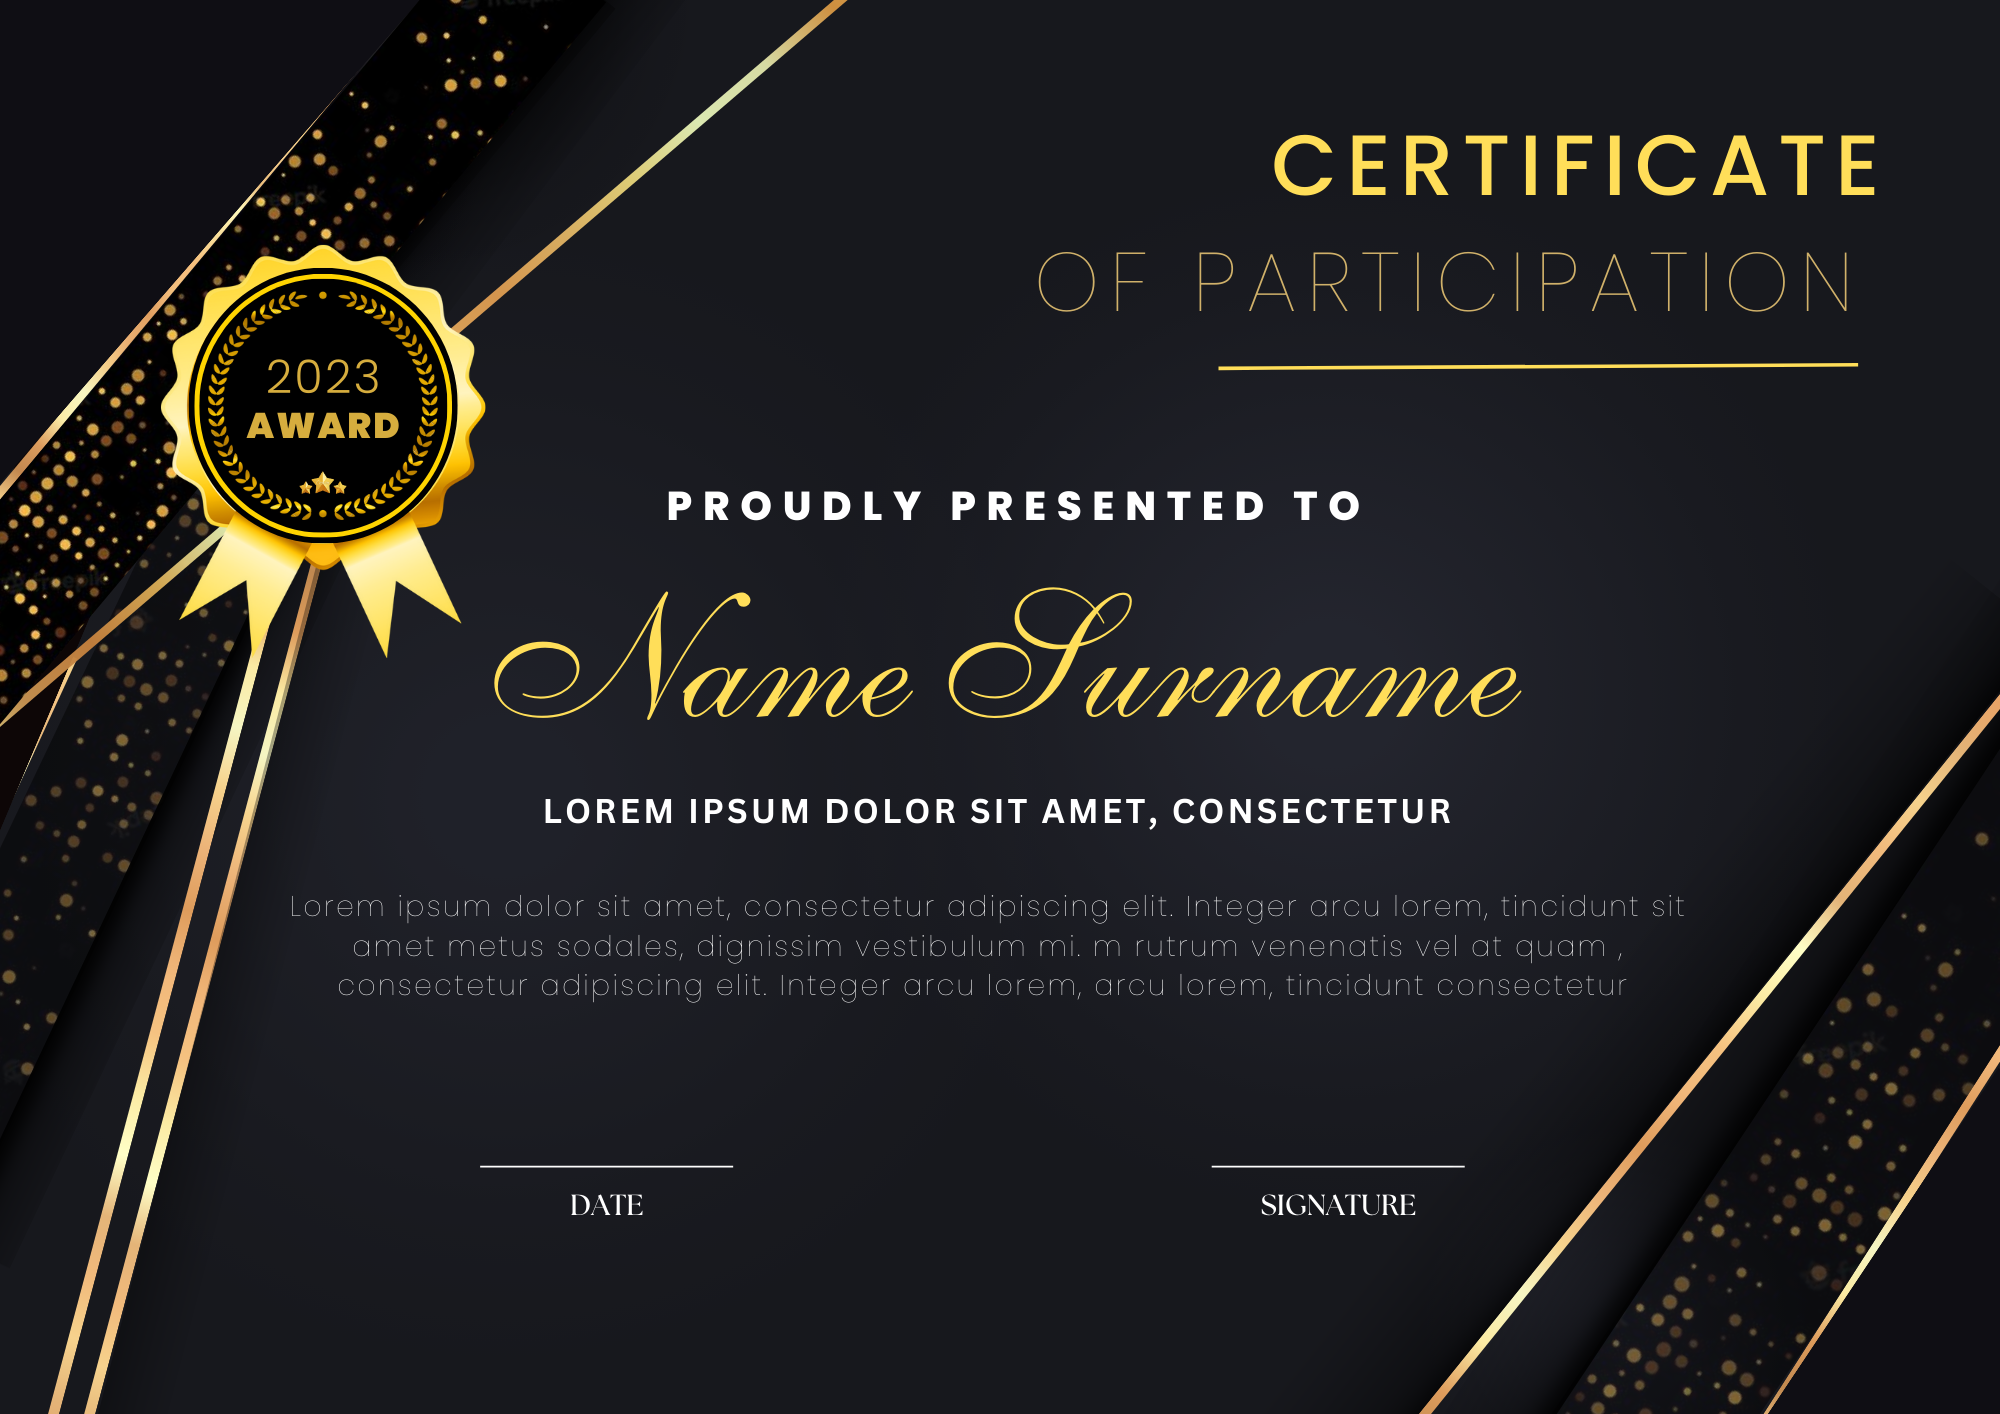 CERTIFICATE
OF PARTICIPATION
2023
AWARD
PROUDLY PRESENTED TO
Name Surname
LOREM IPSUM DOLOR SIT AMET, CONSECTETUR
Lorem ipsum dolor sit amet, consectetur adipiscing elit. Integer arcu lorem, tincidunt sit
amet metus sodales, dignissim vestibulum mi. m rutrum venenatis vel at quam ,
consectetur adipiscing elit. Integer arcu lorem, arcu lorem, tincidunt consectetur
DATE
SIGNATURE